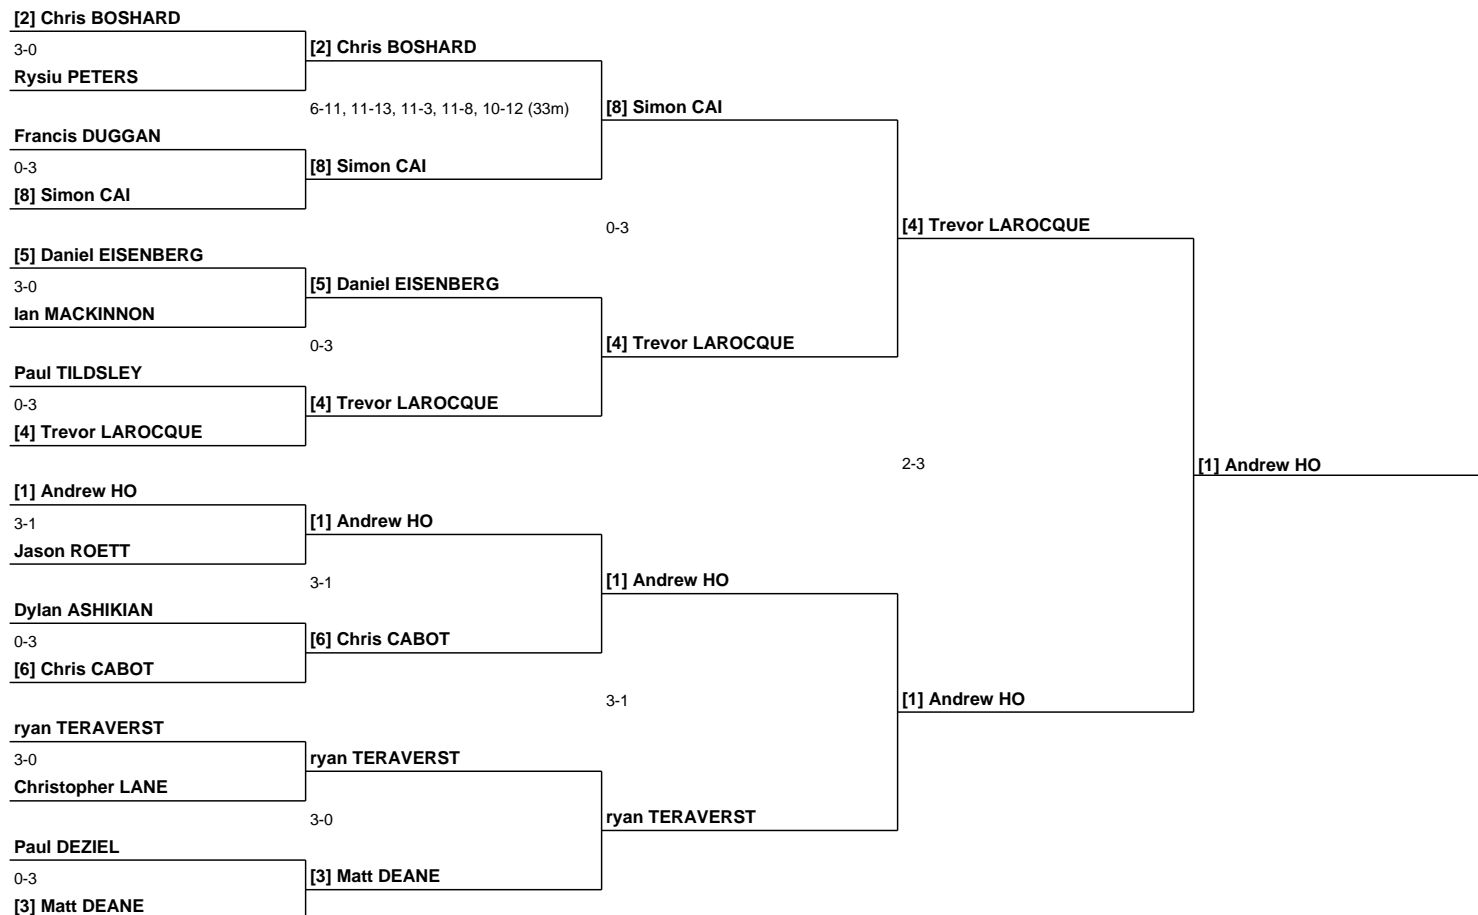 [2] Chris BOSHARD
3-0
Rysiu PETERS
Francis DUGGAN
0-3
[8] Simon CAI
[5] Daniel EISENBERG
3-0
Ian MACKINNON
Paul TILDSLEY
0-3
[4] Trevor LAROCQUE
[1] Andrew HO
3-1
Jason ROETT
Dylan ASHIKIAN
0-3
[6] Chris CABOT
ryan TERAVERST
3-0
Christopher LANE
Paul DEZIEL
0-3
[3] Matt DEANE
[2] Chris BOSHARD
6-11, 11-13, 11-3, 11-8, 10-12 (33m)
[8] Simon CAI
[5] Daniel EISENBERG
0-3
[4] Trevor LAROCQUE
[1] Andrew HO
3-1
[6] Chris CABOT
ryan TERAVERST
3-0
[3] Matt DEANE
[8] Simon CAI
0-3
[4] Trevor LAROCQUE
[1] Andrew HO
3-1
ryan TERAVERST
[4] Trevor LAROCQUE
2-3
[1] Andrew HO
[1] Andrew HO